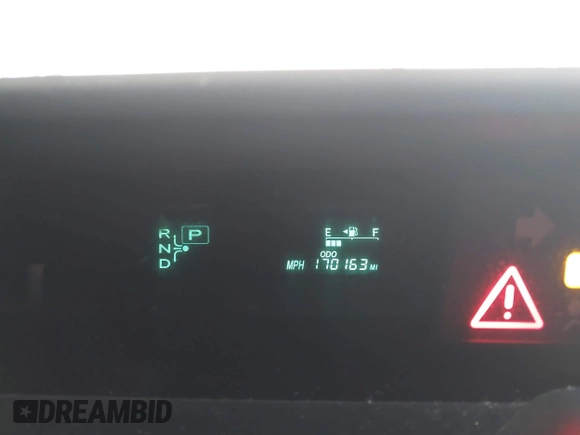 R P
N
D
E F
ODO
MPH 170163 MI
DREAMBID